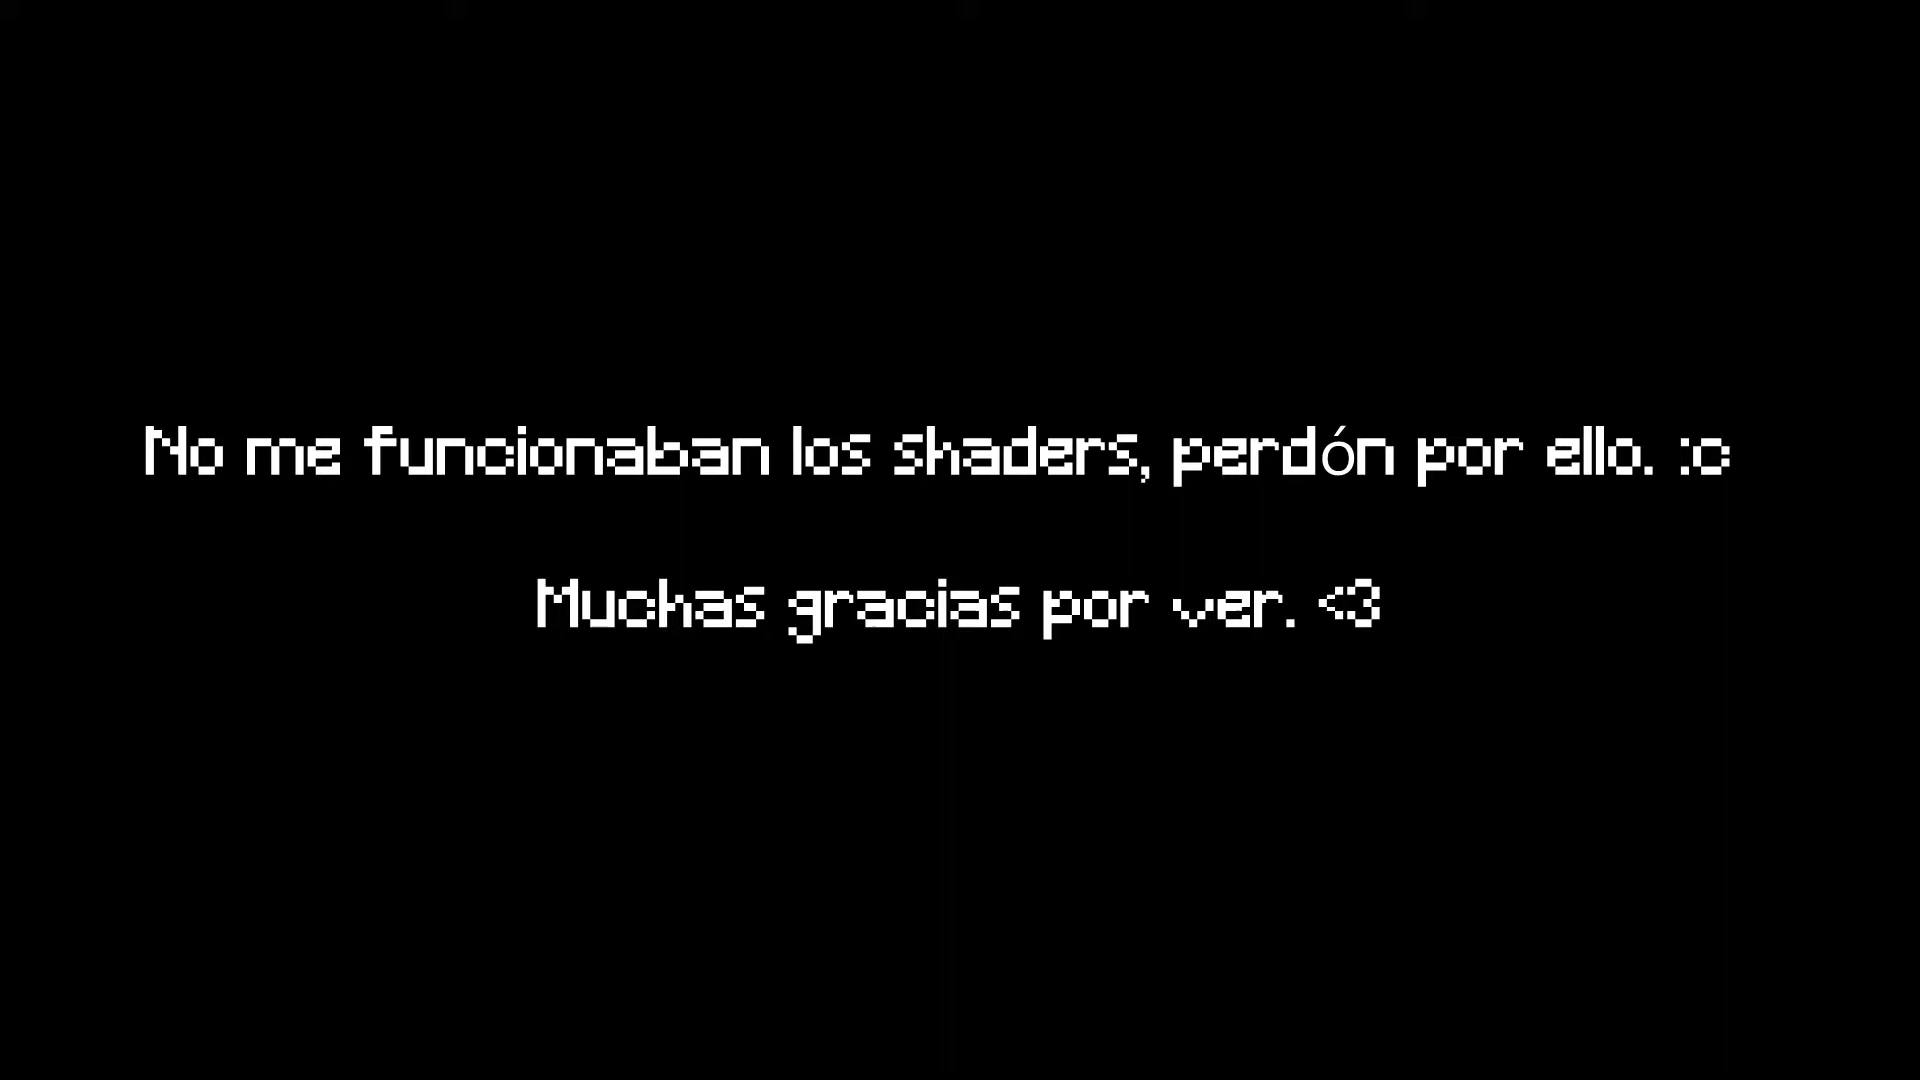 No me funcionaban los shaders, perdón por ello. :c
Muchas gracias por ver. <3